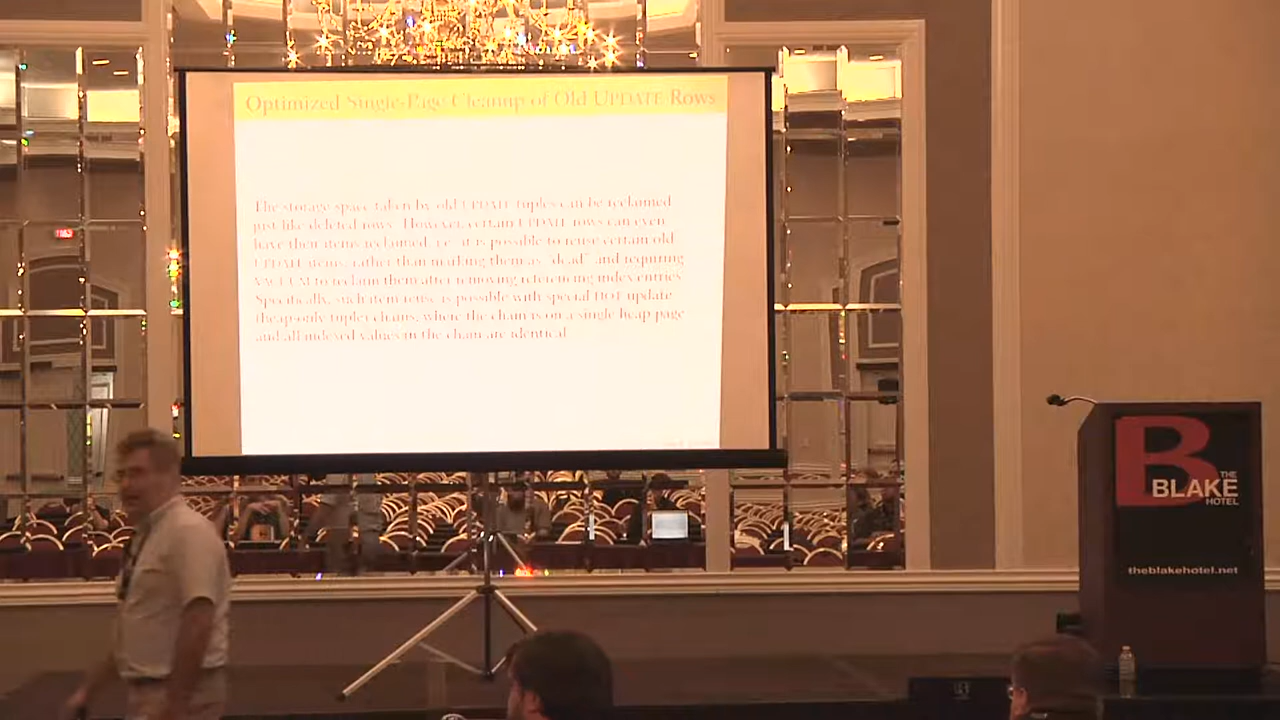 Optimized Single-Page Cleanup of Old UPDATE Rows
The storage space taken by old UPDATE tuples can be reclaimed
just like deleted rows. However, certain UPDATE rows can even
have their items reclaimed, i.e. it is possible to reuse certain old
UPDATE items, rather than marking them as "dead" and requiring
VACUUM to reclaim them after removing referencing index entries.
Specifically, such item reuse is possible with special HOT update
(heap-only tuple) chains, where the chain is on a single heap page
and all indexed values in the chain are identical.
B
THE
BLAKE
HOTEL
theblakehotel.net